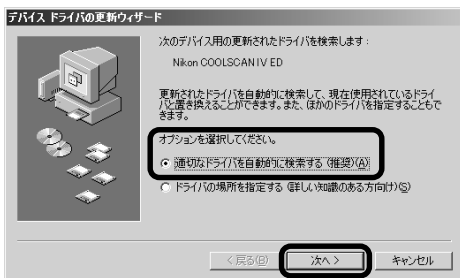 デバイス ドライバの更新ウィザード
次のデバイス用の更新されたドライバを検索します :
Nikon COOLSCAN IV ED
更新されたドライバを自動的に検索して、現在使用されているドライ
バと置き換えることができます。また、ほかのドライバを指定することもで
きます。
オプションを選択してください。
適切なドライバを自動的に検索する (推奨)(A)
ドライバの場所を指定する (詳しい知識のある方向け)(S)
< 戻る(B) 次へ > キャンセル